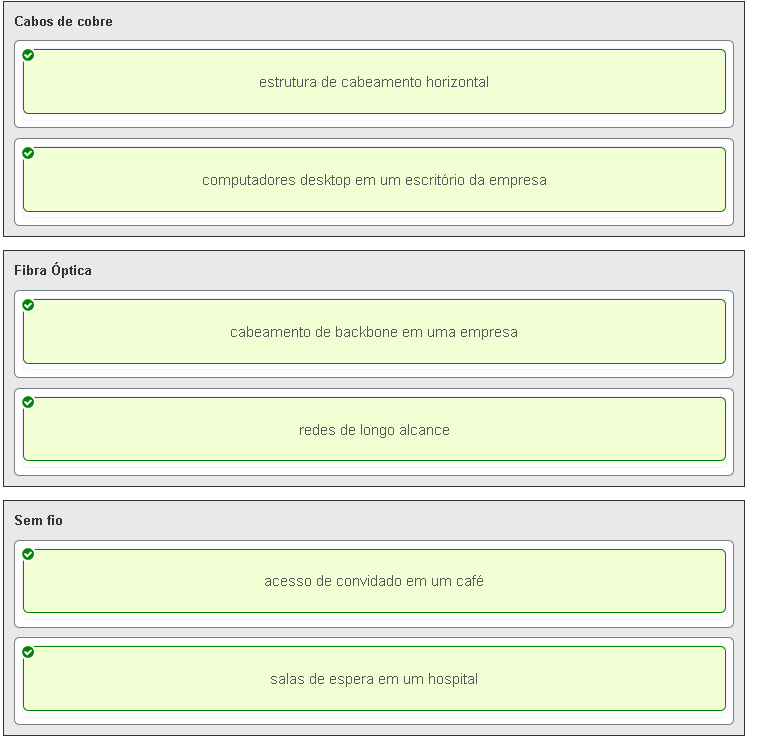 Cabos de cobre
estrutura de cabeamento horizontal
computadores desktop em um escritório da empresa
Fibra Óptica
cabeamento de backbone em uma empresa
redes de longo alcance
Sem fio
acesso de convidado em um café
salas de espera em um hospital